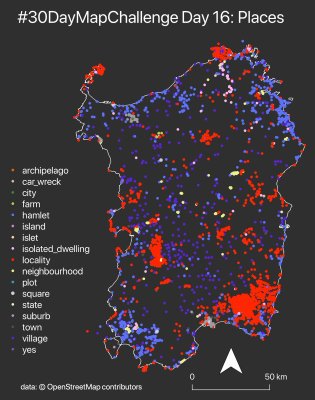 #30DayMapChallenge Day 16: Places
archipelago
car_wreck
city
farm
hamlet
island
islet
isolated_dwelling
locality
neighbourhood
plot
square
state
suburb
town
village
yes
data: © OpenStreetMap contributors
0 50 km